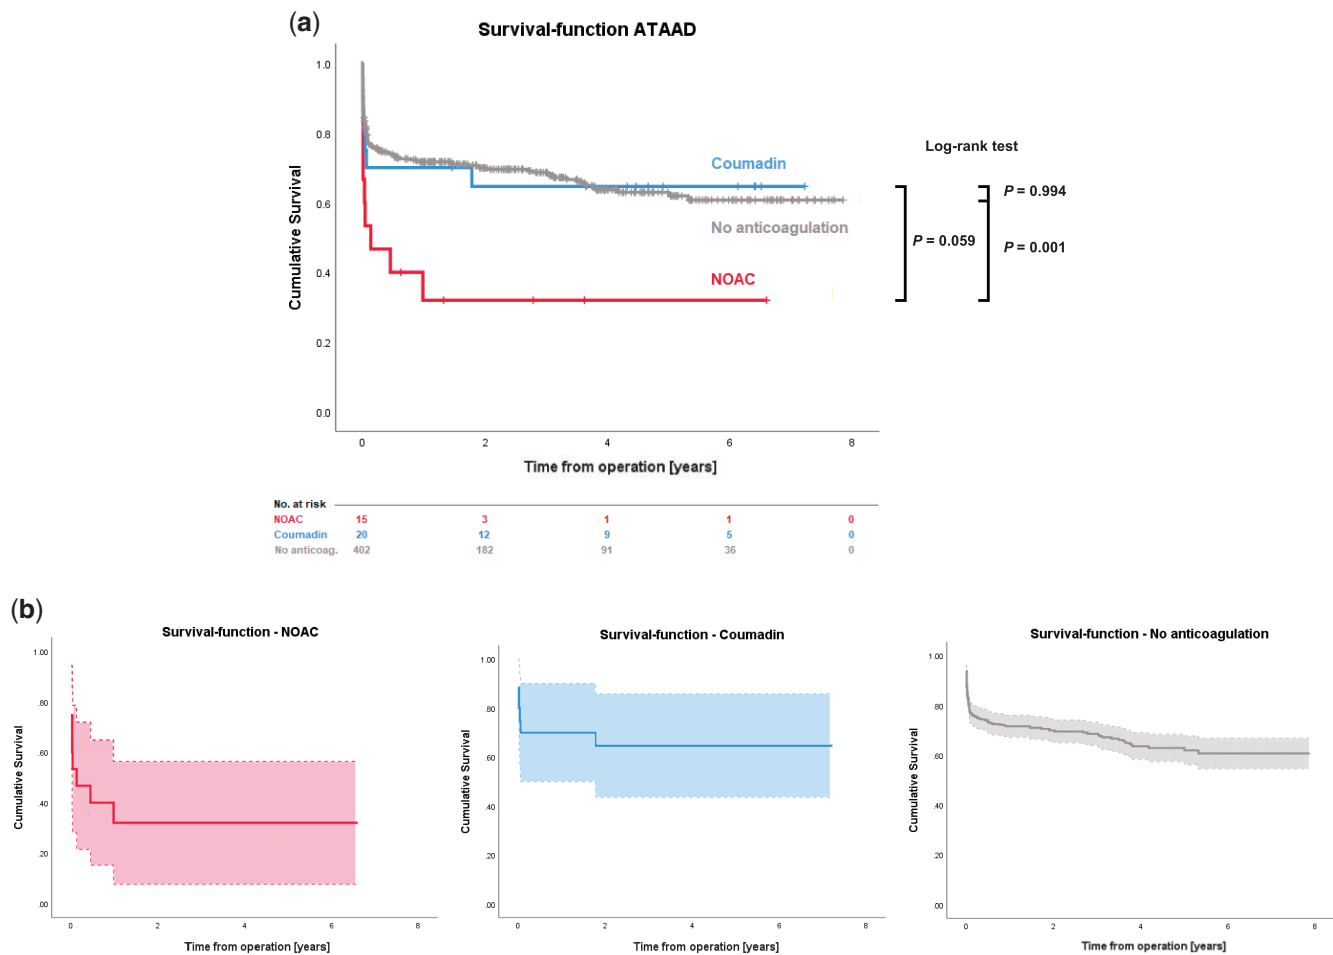 (a)
Survival-function ATAAD
Cumulative Survival
1.0
0.8
0.6
0.4
0.2
0.0
0 2 4 6 8
Time from operation [years]
Coumadin
No anticoagulation
NOAC
Log-rank test
P = 0.994
P = 0.059
P = 0.001
No. at risk
NOAC 15 3 1 1 0
Coumadin 20 12 9 5 0
No anticoag. 402 182 91 36 0
(b)
Survival-function - NOAC
Cumulative Survival
1.00
.80
.60
.40
.20
.00
0 2 4 6 8
Time from operation [years]
Survival-function - Coumadin
Cumulative Survival
1.00
.80
.60
.40
.20
.00
0 2 4 6 8
Time from operation [years]
Survival-function - No anticoagulation
Cumulative Survival
1.00
.80
.60
.40
.20
.00
0 2 4 6 8
Time from operation [years]